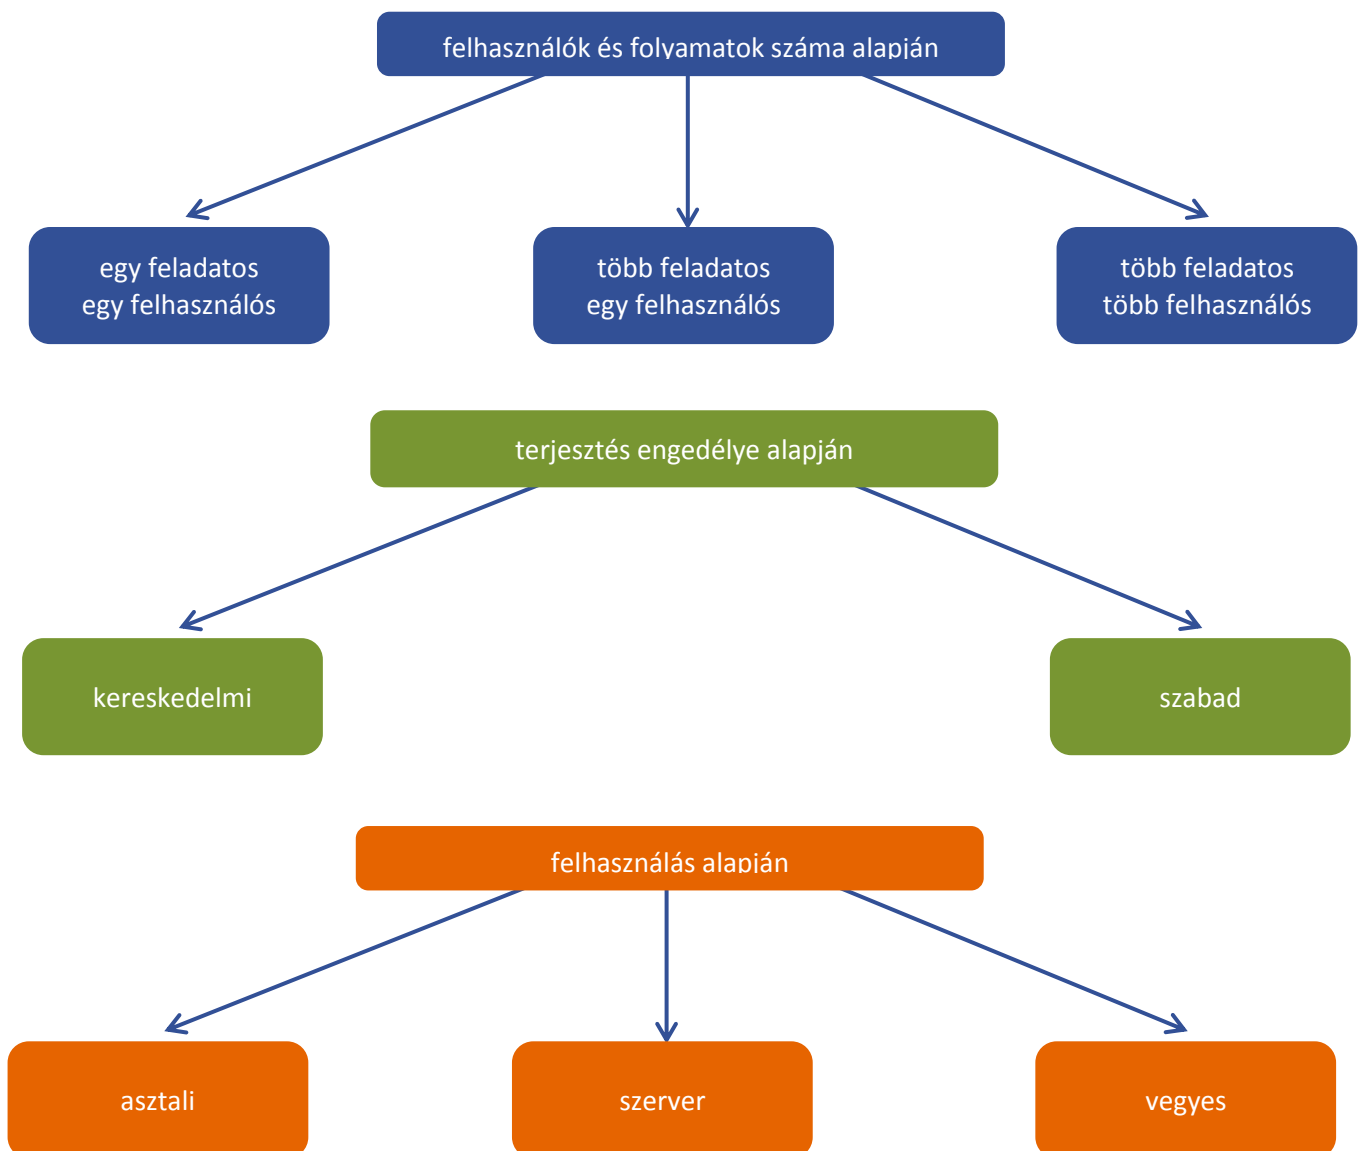 felhasználók és folyamatok száma alapján
egy feladatos
egy felhasználós
több feladatos
egy felhasználós
több feladatos
több felhasználós
terjesztés engedélye alapján
kereskedelmi
szabad
felhasználás alapján
asztali
szerver
vegyes